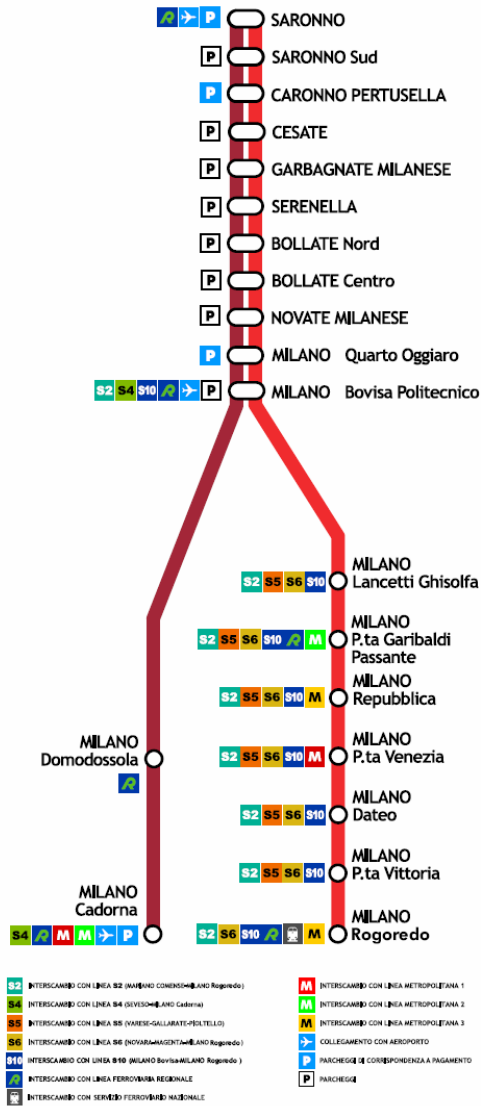 R P SARONNO
P SARONNO Sud
P CARONNO PERTUSELLA
P CESATE
P GARBAGNATE MILANESE
P SERENELLA
P BOLLATE Nord
P BOLLATE Centro
P NOVATE MILANESE
P MILANO Quarto Oggiaro
S2 S4 S10 R P MILANO Bovisa Politecnico
MILANO
S2 S5 S6 S10 Lancetti Ghisolfa
MILANO
S2 S5 S6 S10 R M P.ta Garibaldi
Passante
MILANO
S2 S5 S6 S10 M Repubblica
MILANO
Domodossola
R
MILANO
S2 S5 S6 S10 M P.ta Venezia
MILANO
S2 S5 S6 S10 Dateo
MILANO
S2 S5 S6 S10 P.ta Vittoria
MILANO
Cadorna
S4 R M M P
MILANO
S2 S6 S10 R M Rogoredo
S2 INTERSCAMBIO CON LINEA S2 (MARIANO COMENSE-MILANO Rogoredo)
S4 INTERSCAMBIO CON LINEA S4 (SEVESO-MILANO Cadorna)
S5 INTERSCAMBIO CON LINEA S5 (VARESE-GALLARATE-PIOLTELLO)
S6 INTERSCAMBIO CON LINEA S6 (NOVARA-MAGENTA-MILANO Rogoredo)
S10 INTERSCAMBIO CON LINEA S10 (MILANO Bovisa-MILANO Rogoredo)
R INTERSCAMBIO CON LINEA FERROVIARIA REGIONALE
INTERSCAMBIO CON SERVIZIO FERROVIARIO NAZIONALE
M INTERSCAMBIO CON LINEA METROPOLITANA 1
M INTERSCAMBIO CON LINEA METROPOLITANA 2
M INTERSCAMBIO CON LINEA METROPOLITANA 3
COLLEGAMENTO CON AEROPORTO
P PARCHEGGI DI CORRISPONDENZA A PAGAMENTO
P PARCHEGGI